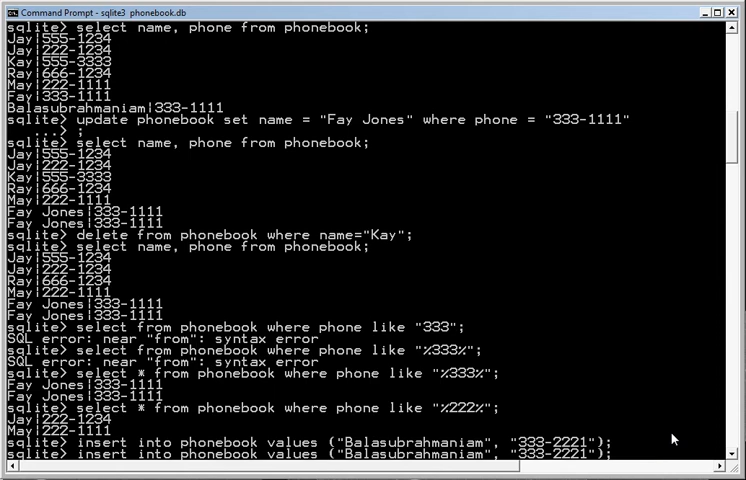 Command Prompt - sqlite3 phonebook.db
sqlite> select name, phone from phonebook;
Jay|555-1234
Jay|222-1234
Kay|555-3333
Ray|666-1234
May|222-1111
Fay|333-1111
Balasubrahmaniam|333-1111
sqlite> update phonebook set name = "Fay Jones" where phone = "333-1111"
   ...> ;
sqlite> select name, phone from phonebook;
Jay|555-1234
Jay|222-1234
Kay|555-3333
Ray|666-1234
May|222-1111
Fay Jones|333-1111
Fay Jones|333-1111
sqlite> delete from phonebook where name="Kay";
sqlite> select name, phone from phonebook;
Jay|555-1234
Jay|222-1234
Ray|666-1234
May|222-1111
Fay Jones|333-1111
Fay Jones|333-1111
sqlite> select from phonebook where phone like "333";
SQL error: near "from": syntax error
sqlite> select from phonebook where phone like "%333%";
SQL error: near "from": syntax error
sqlite> select * from phonebook where phone like "%333%";
Fay Jones|333-1111
Fay Jones|333-1111
sqlite> select * from phonebook where phone like "%222%";
Jay|222-1234
May|222-1111
sqlite> insert into phonebook values ("Balasubrahmaniam", "333-2221");
sqlite> insert into phonebook values ("Balasubrahmaniam", "333-2221");